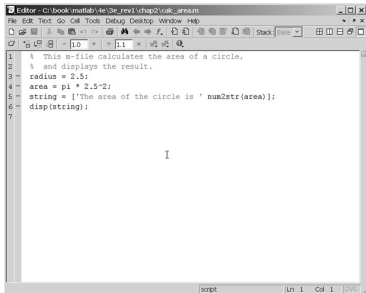 Editor - C:\book\matlab\4e\3e_rev1\chap2\calc_area.m
File Edit Text Go Cell Tools Debug Desktop Window Help
Stack: Base
1.0 1.1
1 % This m-file calculates the area of a circle,
2 % and displays the result.
3 - radius = 2.5;
4 - area = pi * 2.5^2;
5 - string = ['The area of the circle is ' num2str(area)];
6 - disp(string);
7
script Ln 1 Col 1 OVR